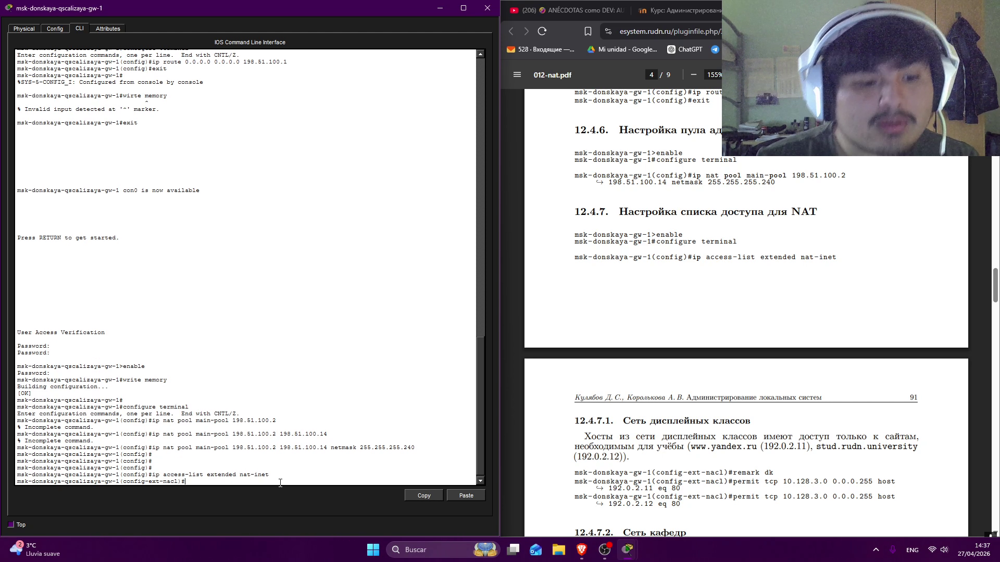 msk-donskaya-qscalizaya-gw-1
Physical
Config
CLI
Attributes
IOS Command Line Interface
Enter configuration commands, one per line.  End with CNTL/Z.
msk-donskaya-qscalizaya-gw-1(config)#ip route 0.0.0.0 0.0.0.0 198.51.100.1
msk-donskaya-qscalizaya-gw-1(config)#exit
msk-donskaya-qscalizaya-gw-1#
%SYS-5-CONFIG_I: Configured from console by console
msk-donskaya-qscalizaya-gw-1#wirte memory
^
% Invalid input detected at '^' marker.
msk-donskaya-qscalizaya-gw-1#exit
msk-donskaya-qscalizaya-gw-1 con0 is now available
Press RETURN to get started.
User Access Verification
Password:
Password:
msk-donskaya-qscalizaya-gw-1>enable
Password:
msk-donskaya-qscalizaya-gw-1#write memory
Building configuration...
[OK]
msk-donskaya-qscalizaya-gw-1#
msk-donskaya-qscalizaya-gw-1#configure terminal
Enter configuration commands, one per line.  End with CNTL/Z.
msk-donskaya-qscalizaya-gw-1(config)#ip nat pool main-pool 198.51.100.2
% Incomplete command.
msk-donskaya-qscalizaya-gw-1(config)#ip nat pool main-pool 198.51.100.2 198.51.100.14
% Incomplete command.
msk-donskaya-qscalizaya-gw-1(config)#ip nat pool main-pool 198.51.100.2 198.51.100.14 netmask 255.255.255.240
msk-donskaya-qscalizaya-gw-1(config)#
msk-donskaya-qscalizaya-gw-1(config)#
msk-donskaya-qscalizaya-gw-1(config)#
msk-donskaya-qscalizaya-gw-1(config)#ip access-list extended nat-inet
msk-donskaya-qscalizaya-gw-1(config-ext-nacl)#
Copy
Paste
Top
(206) ANÉCDOTAS como DEV: AU
Курс: Администрировани
esystem.rudn.ru/pluginfile.php/
528 · Входящие —...
Mi unidad - Google...
ChatGPT
012-nat.pdf
4 / 9
155%
msk-donskaya-gw-1(config)#ip rout
msk-donskaya-gw-1(config)#exit
12.4.6. Настройка пула ад
msk-donskaya-gw-1>enable
msk-donskaya-gw-1#configure terminal
msk-donskaya-gw-1(config)#ip nat pool main-pool 198.51.100.2
↪ 198.51.100.14 netmask 255.255.255.240
12.4.7. Настройка списка доступа для NAT
msk-donskaya-gw-1>enable
msk-donskaya-gw-1#configure terminal
msk-donskaya-gw-1(config)#ip access-list extended nat-inet
Кулябов Д. С., Королькова А. В. Администрирование локальных систем 91
12.4.7.1. Сеть дисплейных классов
Хосты из сети дисплейных классов имеют доступ только к сайтам,
необходимым для учёбы (www.yandex.ru (192.0.2.11), stud.rudn.university
(192.0.2.12)).
msk-donskaya-gw-1(config-ext-nacl)#remark dk
msk-donskaya-gw-1(config-ext-nacl)#permit tcp 10.128.3.0 0.0.0.255 host
↪ 192.0.2.11 eq 80
msk-donskaya-gw-1(config-ext-nacl)#permit tcp 10.128.3.0 0.0.0.255 host
↪ 192.0.2.12 eq 80
12.4.7.2. Сеть кафедр
2
3°C
Lluvia suave
Buscar
ENG
14:37
27/04/2026